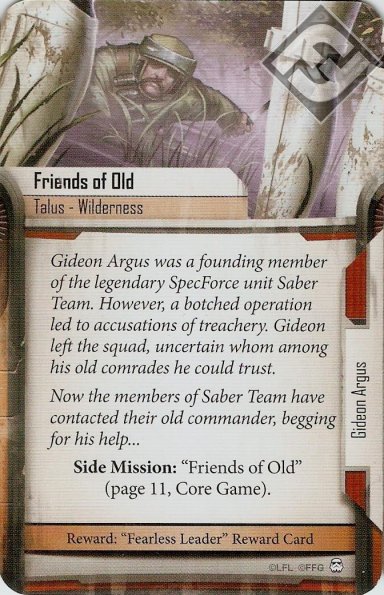 Friends of Old
Talus - Wilderness
Gideon Argus was a founding member
of the legendary SpecForce unit Saber
Team. However, a botched operation
led to accusations of treachery. Gideon
left the squad, uncertain whom among
his old comrades he could trust.
Now the members of Saber Team have
contacted their old commander, begging
for his help...
Side Mission: “Friends of Old”
(page 11, Core Game).
Gideon Argus
Reward: “Fearless Leader” Reward Card
©LFL ©FFG